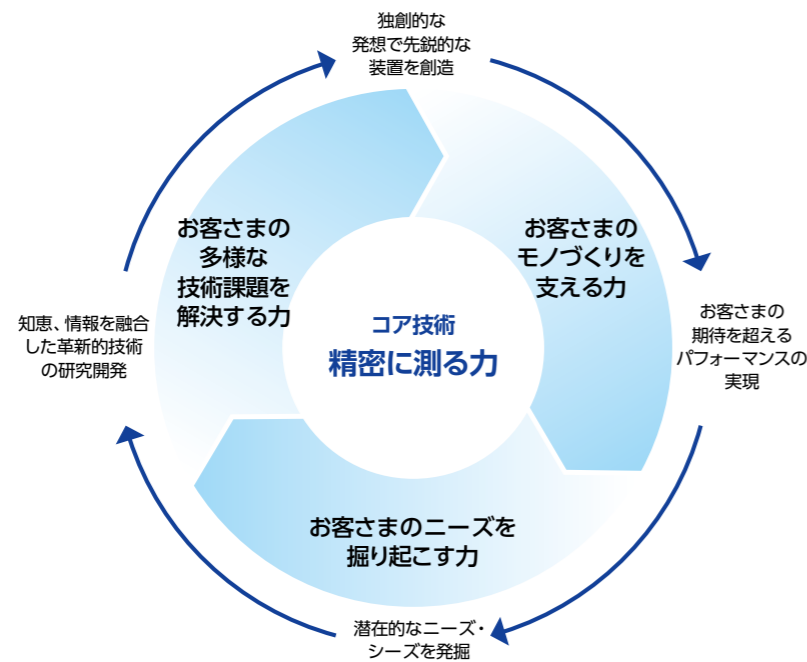 独創的な
発想で先鋭的な
装置を創造
お客さまの
多様な
技術課題を
解決する力
お客さまの
モノづくりを
支える力
知恵、情報を融合
した革新的技術
の研究開発
コア技術
精密に測る力
お客さまの
期待を超える
パフォーマンスの
実現
お客さまのニーズを
掘り起こす力
潜在的なニーズ・
シーズを発掘